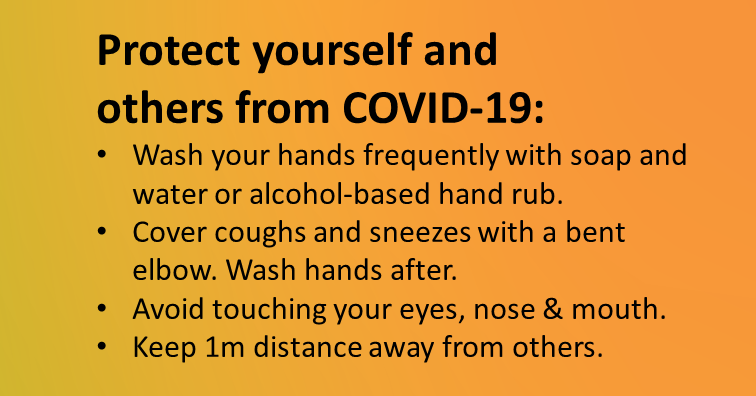 Protect yourself and
others from COVID-19:
• Wash your hands frequently with soap and
water or alcohol-based hand rub.
• Cover coughs and sneezes with a bent
elbow. Wash hands after.
• Avoid touching your eyes, nose & mouth.
• Keep 1m distance away from others.